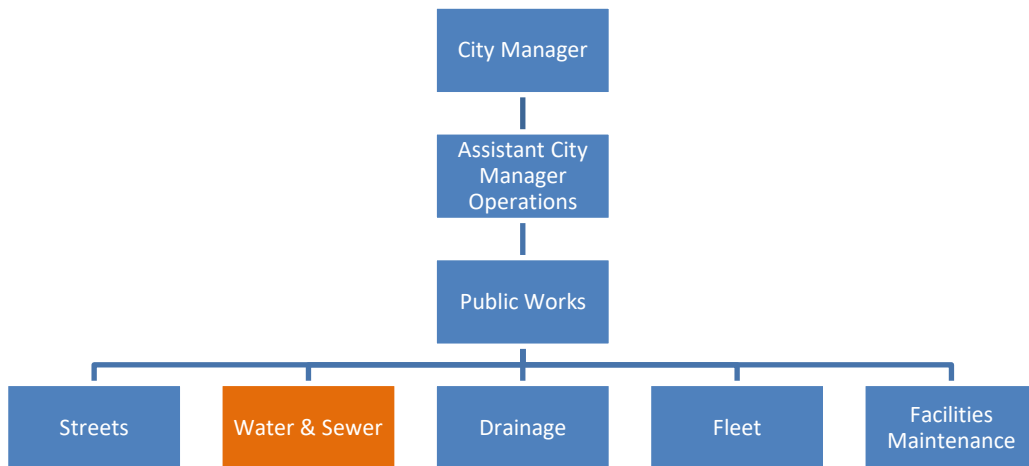 City Manager
Assistant City
Manager
Operations
Public Works
Streets
Water & Sewer
Drainage
Fleet
Facilities
Maintenance